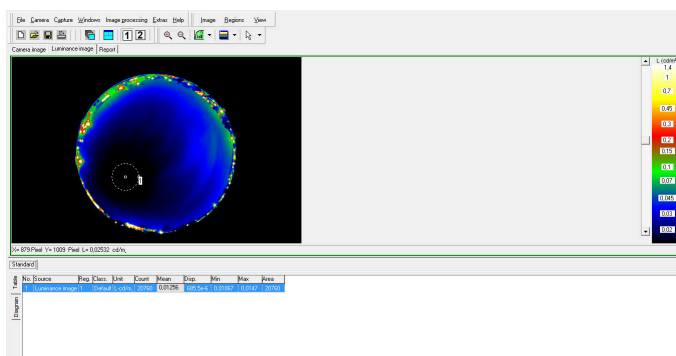 File Camera Capture Windows Image processing Extras Help Image Regions View
1 2
Camera image Luminance image Report
L (cd/m²
1,4
1
0,7
0,45
0,3
0,2
0,15
0,1
0,07
0,045
0,03
0,02
1
X= 879 Pixel Y= 1009 Pixel L= 0,02532 cd/m,
Standard
Table
Diagram
No. Source Reg. Class. Unit Count Mean Disp. Min Max Area
1 Luminance image 1 Default L-cd/m, 20760 0,01256 685.5e-6 0,01067 0,0147 20760